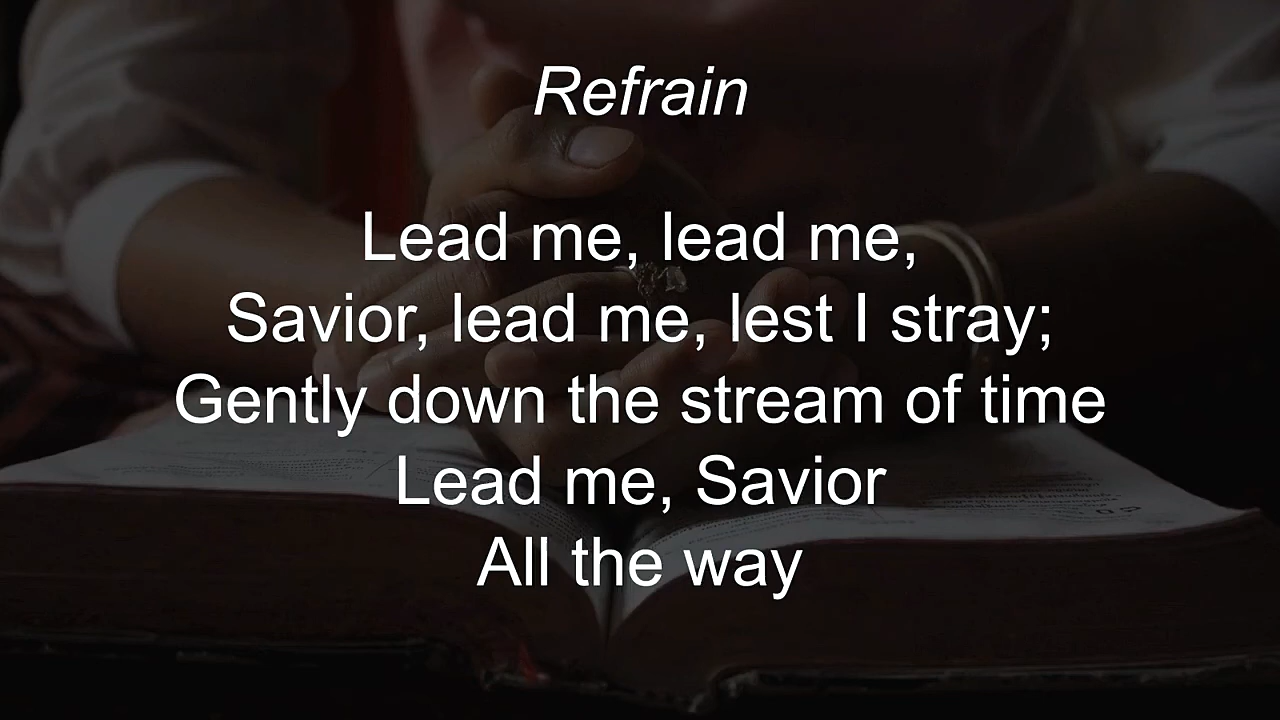 Refrain
Lead me, lead me,
Savior, lead me, lest I stray;
Gently down the stream of time
Lead me, Savior
All the way